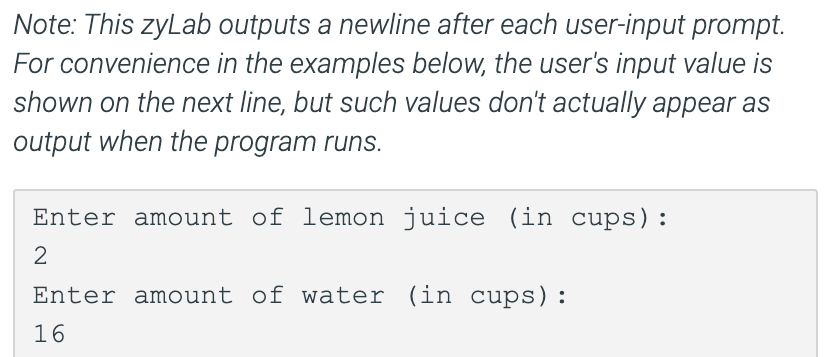 Note: This zyLab outputs a newline after each user-input prompt.
For convenience in the examples below, the user's input value is
shown on the next line, but such values don't actually appear as
output when the program runs.
Enter amount of lemon juice (in cups):
2
Enter amount of water (in cups):
16